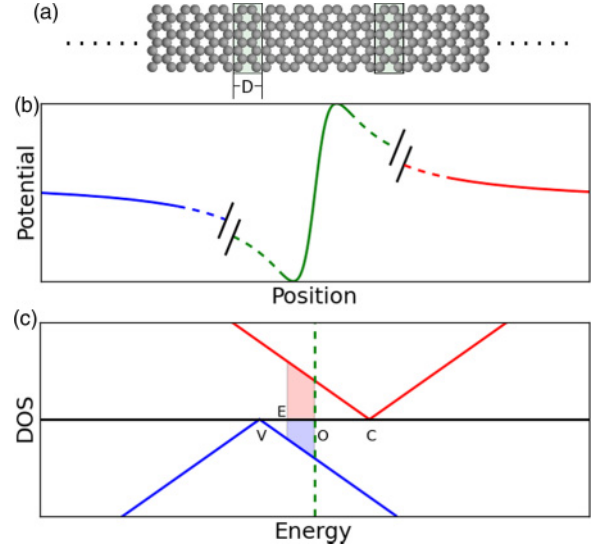 (a)
D
(b)
Potential
Position
(c)
DOS
E
V
O
C
Energy